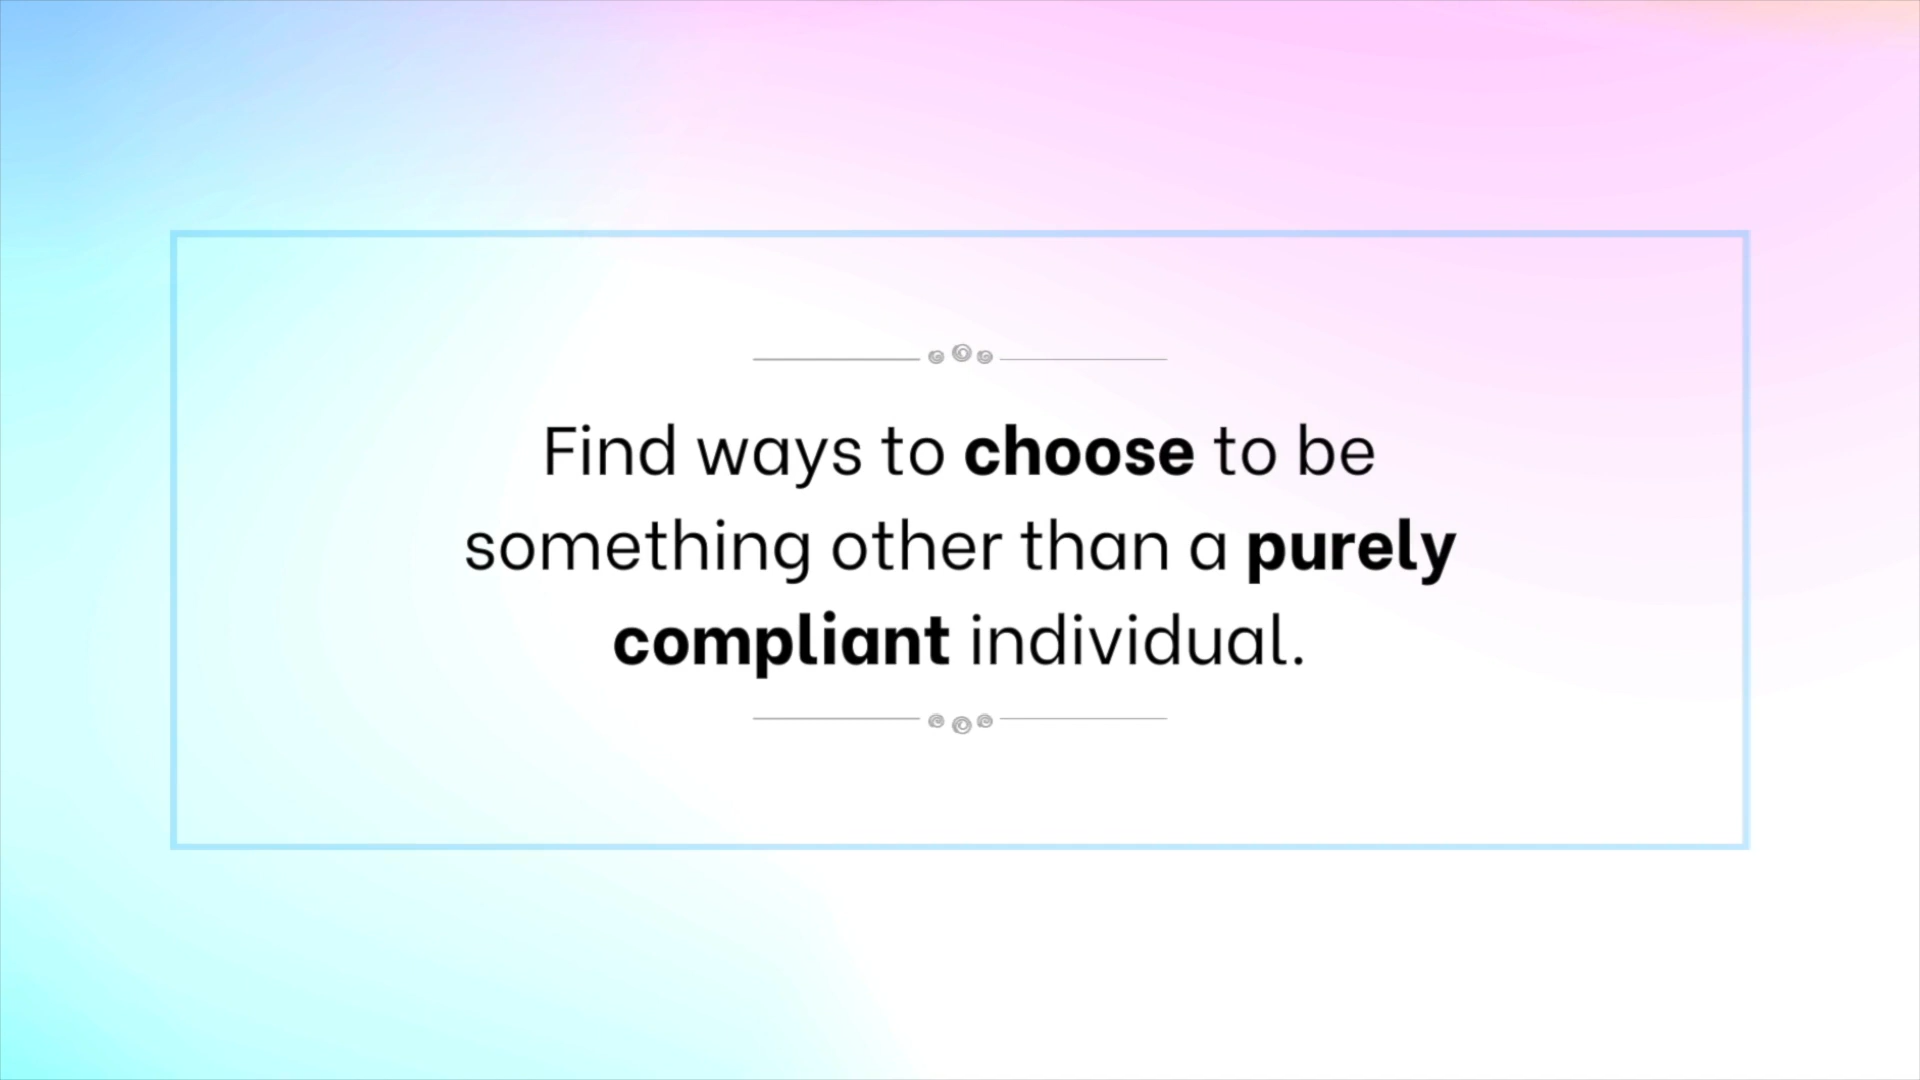 Find ways to choose to be
something other than a purely
compliant individual.